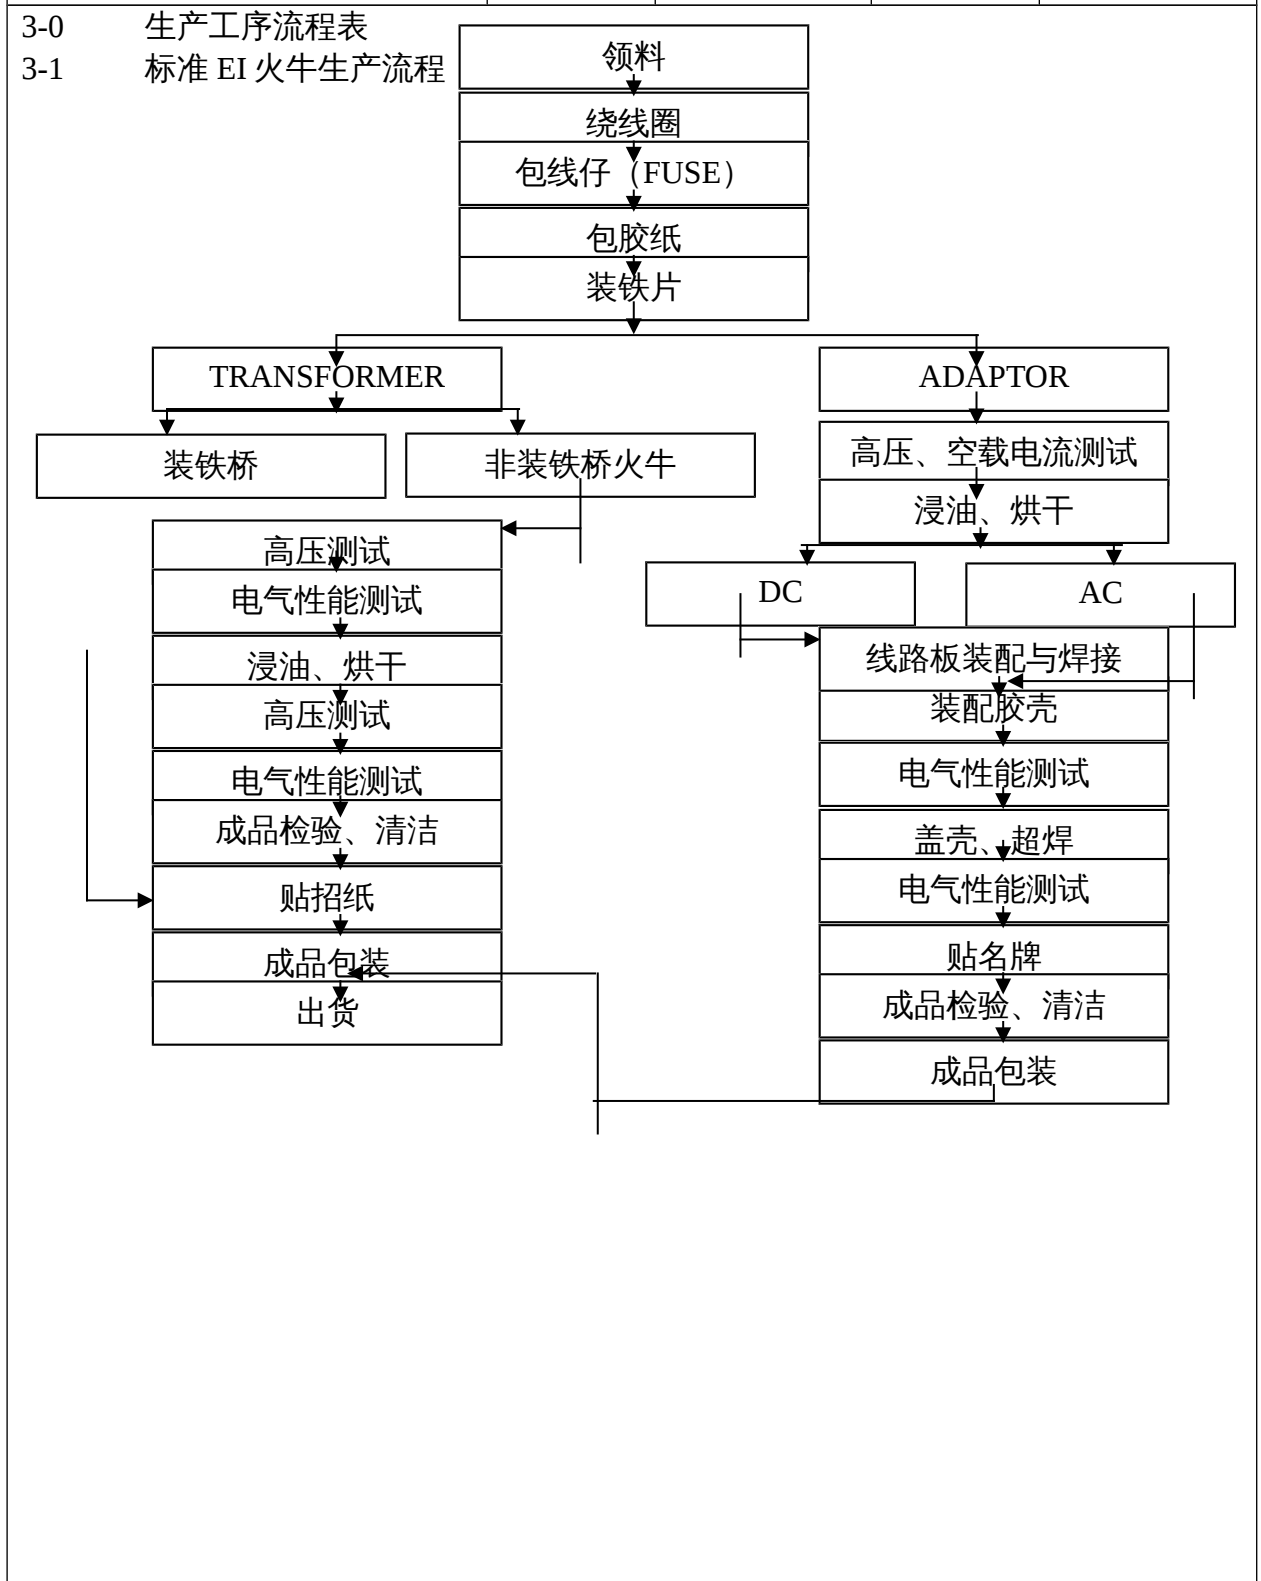 3-0 生产工序流程表
3-1 标准 EI 火牛生产流程
领料
绕线圈
包线仔（FUSE）
包胶纸
装铁片
TRANSFORMER
装铁桥
非装铁桥火牛
高压测试
电气性能测试
浸油、烘干
高压测试
电气性能测试
成品检验、清洁
贴招纸
成品包装
出货
ADAPTOR
高压、空载电流测试
浸油、烘干
DC
AC
线路板装配与焊接
装配胶壳
电气性能测试
盖壳、超焊
电气性能测试
贴名牌
成品检验、清洁
成品包装